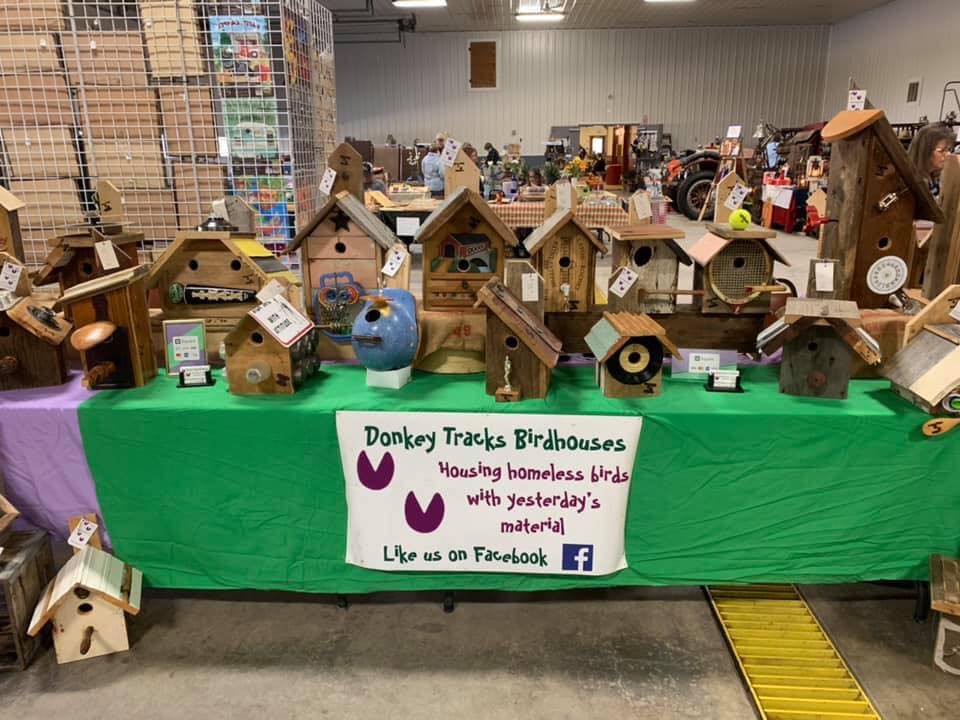 Donkey Tracks Birdhouses
Housing homeless birds
with yesterday's
material
Like us on Facebook f